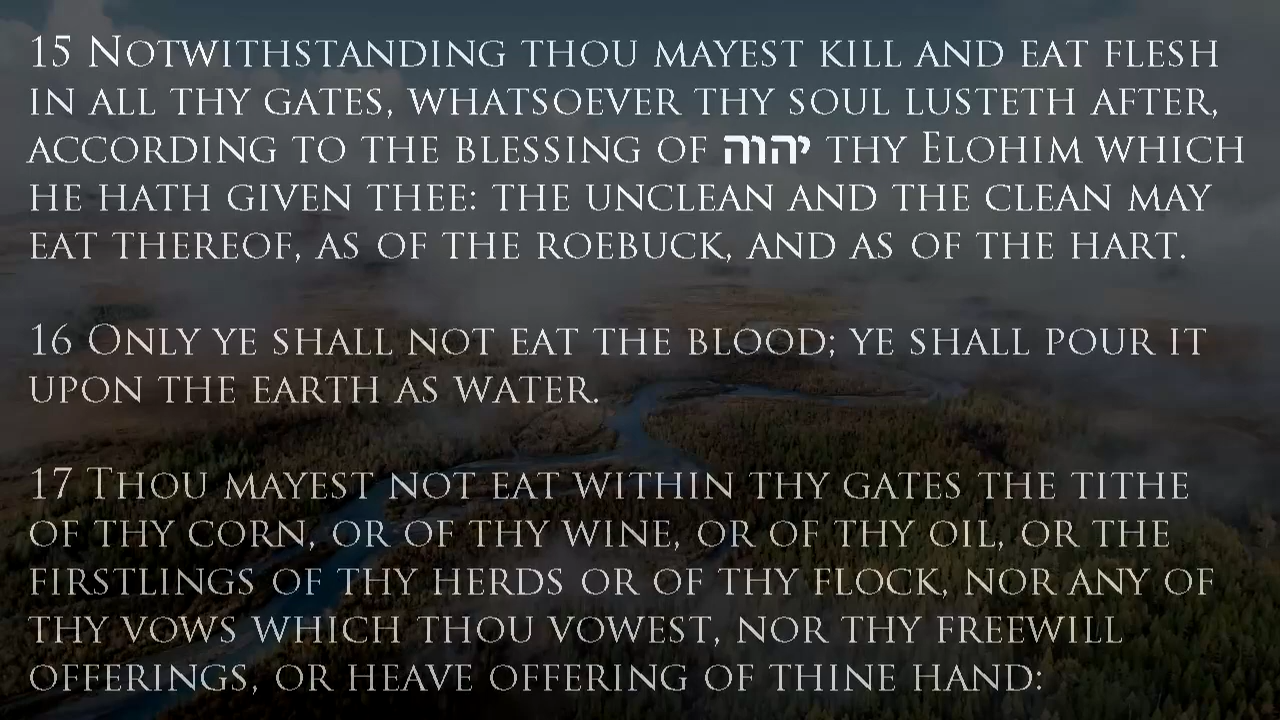 15 Notwithstanding thou mayest kill and eat flesh
in all thy gates, whatsoever thy soul lusteth after,
according to the blessing of יהוה thy Elohim which
he hath given thee: the unclean and the clean may
eat thereof, as of the roebuck, and as of the hart.
16 Only ye shall not eat the blood; ye shall pour it
upon the earth as water.
17 Thou mayest not eat within thy gates the tithe
of thy corn, or of thy wine, or of thy oil, or the
firstlings of thy herds or of thy flock, nor any of
thy vows which thou vowest, nor thy freewill
offerings, or heave offering of thine hand: